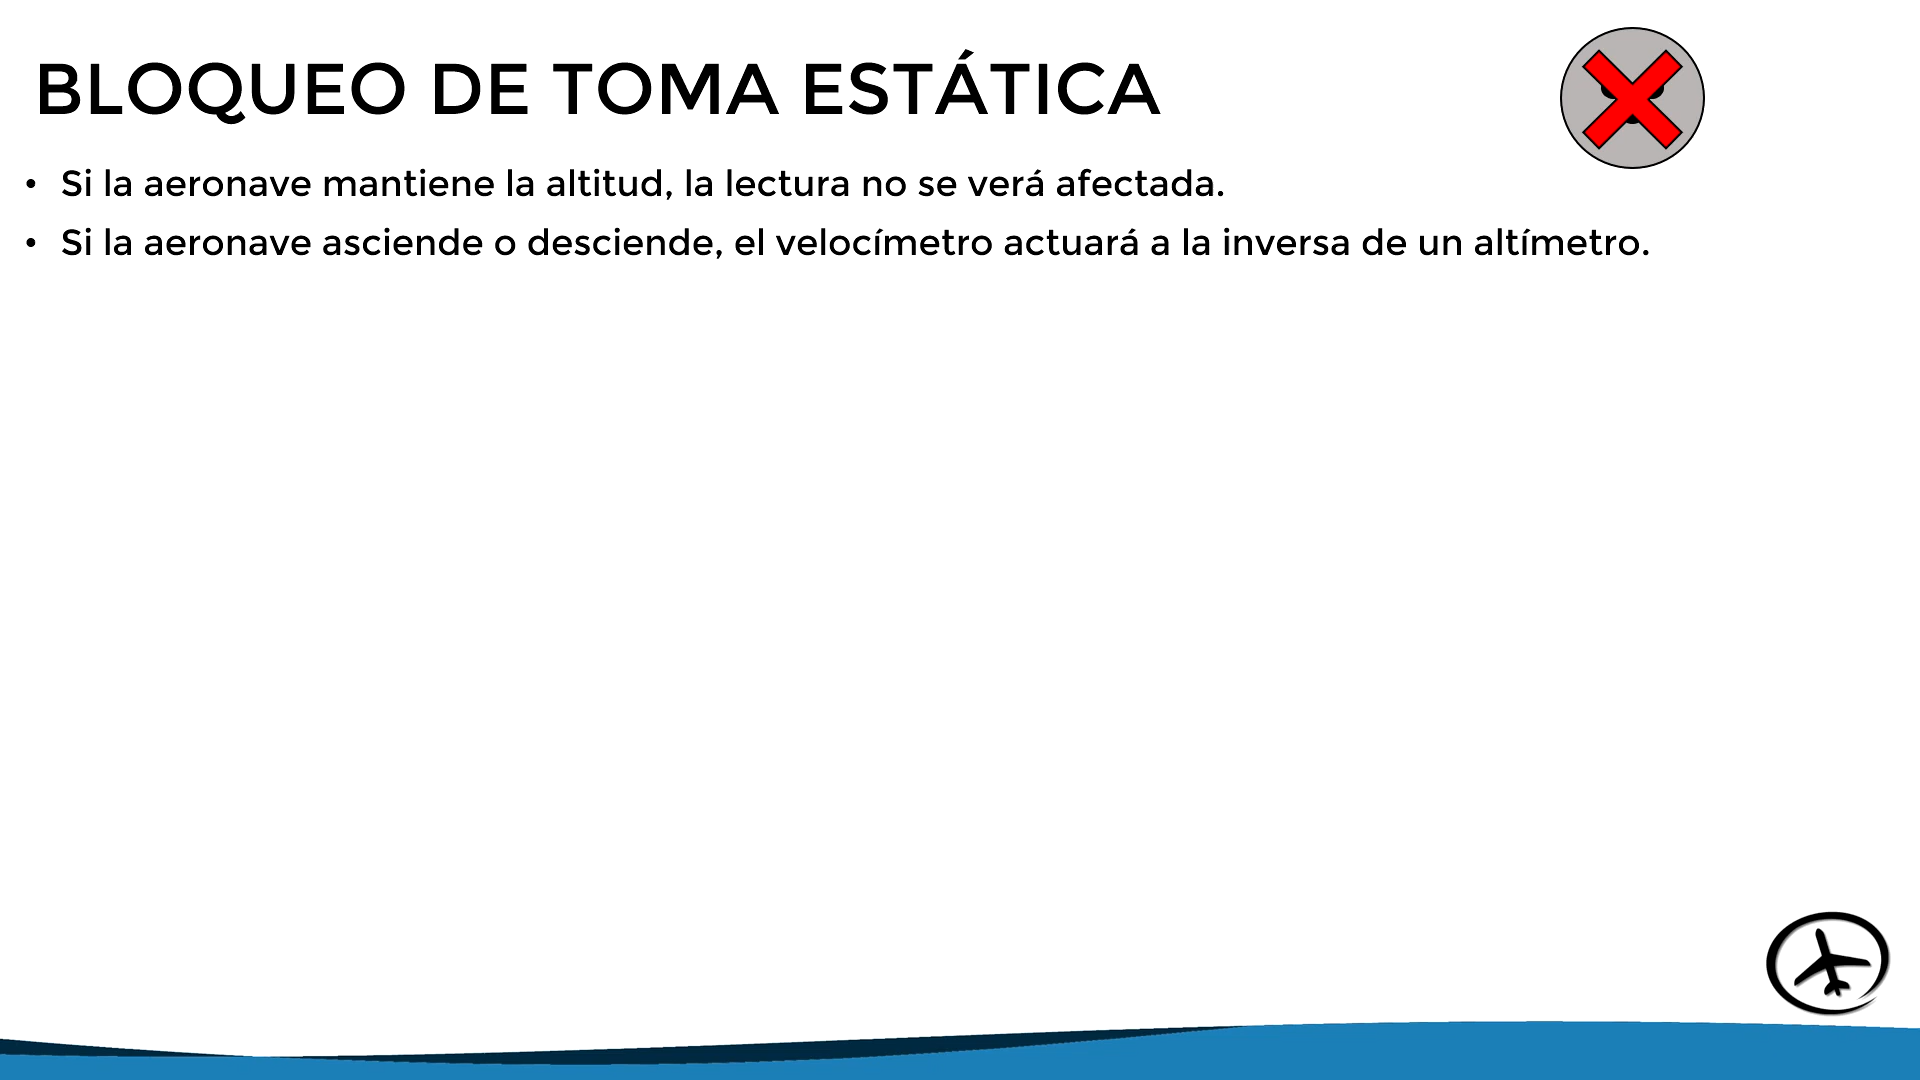 BLOQUEO DE TOMA ESTÁTICA
• Si la aeronave mantiene la altitud, la lectura no se verá afectada.
• Si la aeronave asciende o desciende, el velocímetro actuará a la inversa de un altímetro.